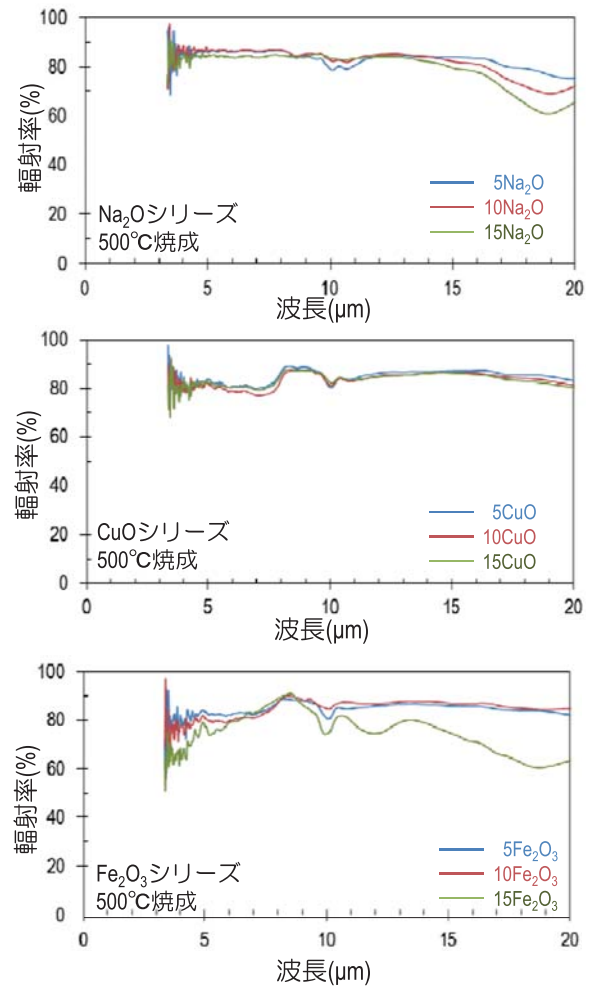 100
80
60
40
20
0
輻射率(%)
5Na₂O
10Na₂O
15Na₂O
Na₂Oシリーズ
500℃焼成
0 5 10 15 20
波長(μm)
100
80
60
40
20
0
輻射率(%)
5CuO
10CuO
15CuO
CuOシリーズ
500℃焼成
0 5 10 15 20
波長(μm)
100
80
60
40
20
0
輻射率(%)
5Fe₂O₃
10Fe₂O₃
15Fe₂O₃
Fe₂O₃シリーズ
500℃焼成
0 5 10 15 20
波長(μm)